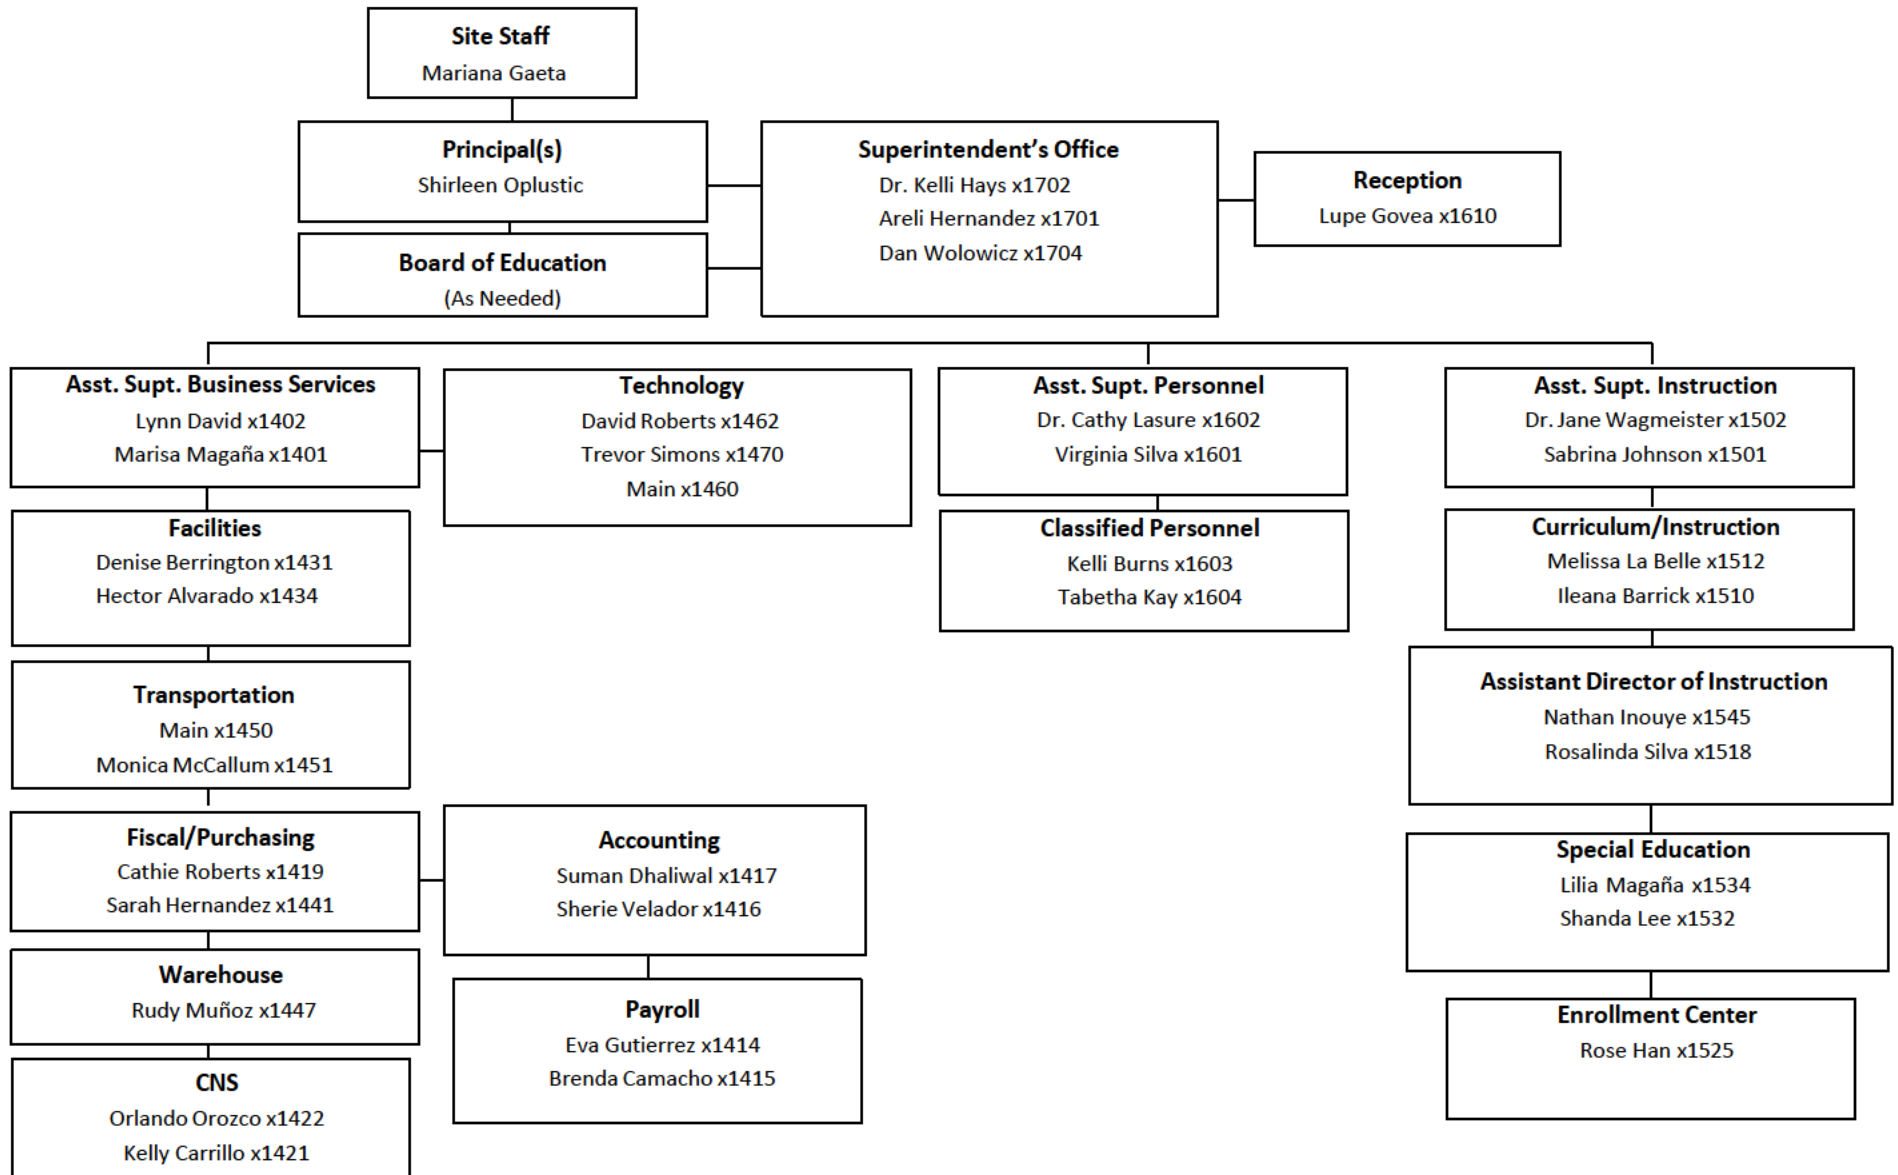 Site Staff
Mariana Gaeta
Principal(s)
Shirleen Oplustic
Board of Education
(As Needed)
Superintendent’s Office
Dr. Kelli Hays x1702
Areli Hernandez x1701
Dan Wolowicz x1704
Reception
Lupe Govea x1610
Asst. Supt. Business Services
Lynn David x1402
Marisa Magaña x1401
Technology
David Roberts x1462
Trevor Simons x1470
Main x1460
Asst. Supt. Personnel
Dr. Cathy Lasure x1602
Virginia Silva x1601
Asst. Supt. Instruction
Dr. Jane Wagmeister x1502
Sabrina Johnson x1501
Facilities
Denise Berrington x1431
Hector Alvarado x1434
Classified Personnel
Kelli Burns x1603
Tabetha Kay x1604
Curriculum/Instruction
Melissa La Belle x1512
Ileana Barrick x1510
Transportation
Main x1450
Monica McCallum x1451
Assistant Director of Instruction
Nathan Inouye x1545
Rosalinda Silva x1518
Fiscal/Purchasing
Cathie Roberts x1419
Sarah Hernandez x1441
Accounting
Suman Dhaliwal x1417
Sherie Velador x1416
Special Education
Lilia Magaña x1534
Shanda Lee x1532
Warehouse
Rudy Muñoz x1447
Payroll
Eva Gutierrez x1414
Brenda Camacho x1415
Enrollment Center
Rose Han x1525
CNS
Orlando Orozco x1422
Kelly Carrillo x1421